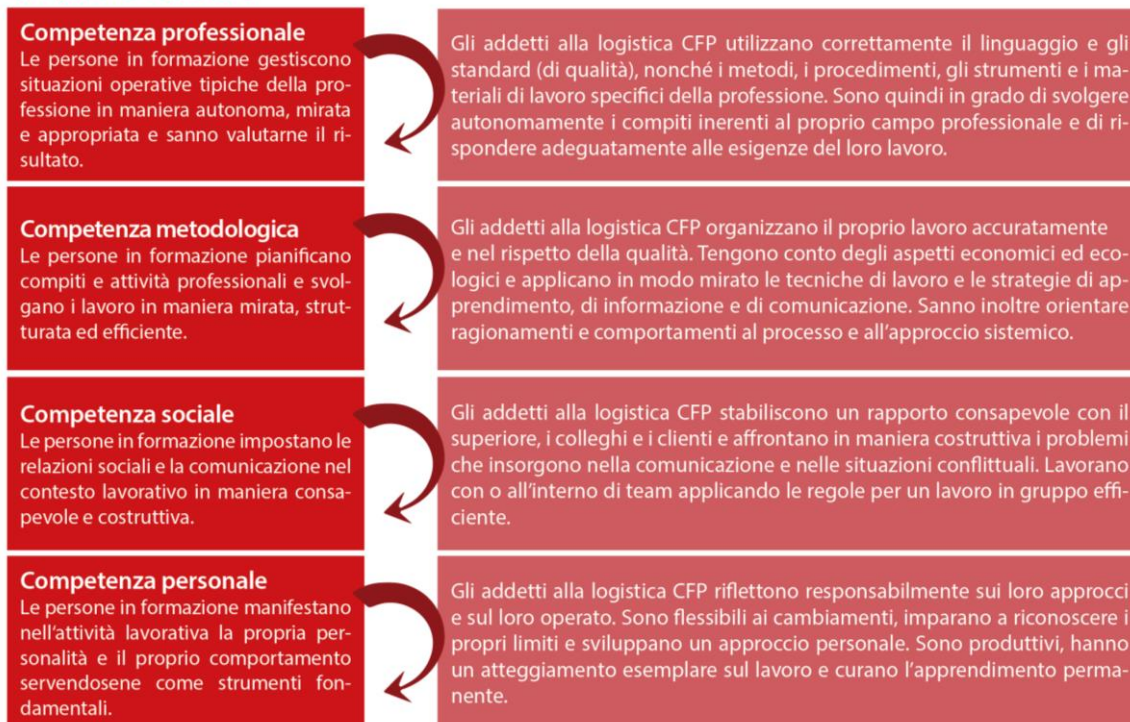 Competenza professionale
Le persone in formazione gestiscono
situazioni operative tipiche della pro-
fessione in maniera autonoma, mirata
e appropriata e sanno valutarne il ri-
sultato.
Gli addetti alla logistica CFP utilizzano correttamente il linguaggio e gli
standard (di qualità), nonché i metodi, i procedimenti, gli strumenti e i ma-
teriali di lavoro specifici della professione. Sono quindi in grado di svolgere
autonomamente i compiti inerenti al proprio campo professionale e di ri-
spondere adeguatamente alle esigenze del loro lavoro.
Competenza metodologica
Le persone in formazione pianificano
compiti e attività professionali e svol-
gano i lavoro in maniera mirata, strut-
turata ed efficiente.
Gli addetti alla logistica CFP organizzano il proprio lavoro accuratamente
e nel rispetto della qualità. Tengono conto degli aspetti economici ed eco-
logici e applicano in modo mirato le tecniche di lavoro e le strategie di ap-
prendimento, di informazione e di comunicazione. Sanno inoltre orientare
ragionamenti e comportamenti al processo e all'approccio sistemico.
Competenza sociale
Le persone in formazione impostano le
relazioni sociali e la comunicazione nel
contesto lavorativo in maniera consa-
pevole e costruttiva.
Gli addetti alla logistica CFP stabiliscono un rapporto consapevole con il
superiore, i colleghi e i clienti e affrontano in maniera costruttiva i problemi
che insorgono nella comunicazione e nelle situazioni conflittuali. Lavorano
con o all'interno di team applicando le regole per un lavoro in gruppo effi-
ciente.
Competenza personale
Le persone in formazione manifestano
nell'attività lavorativa la propria per-
sonalità e il proprio comportamento
servendosene come strumenti fon-
damentali.
Gli addetti alla logistica CFP riflettono responsabilmente sui loro approcci
e sul loro operato. Sono flessibili ai cambiamenti, imparano a riconoscere i
propri limiti e sviluppano un approccio personale. Sono produttivi, hanno
un atteggiamento esemplare sul lavoro e curano l'apprendimento perma-
nente.